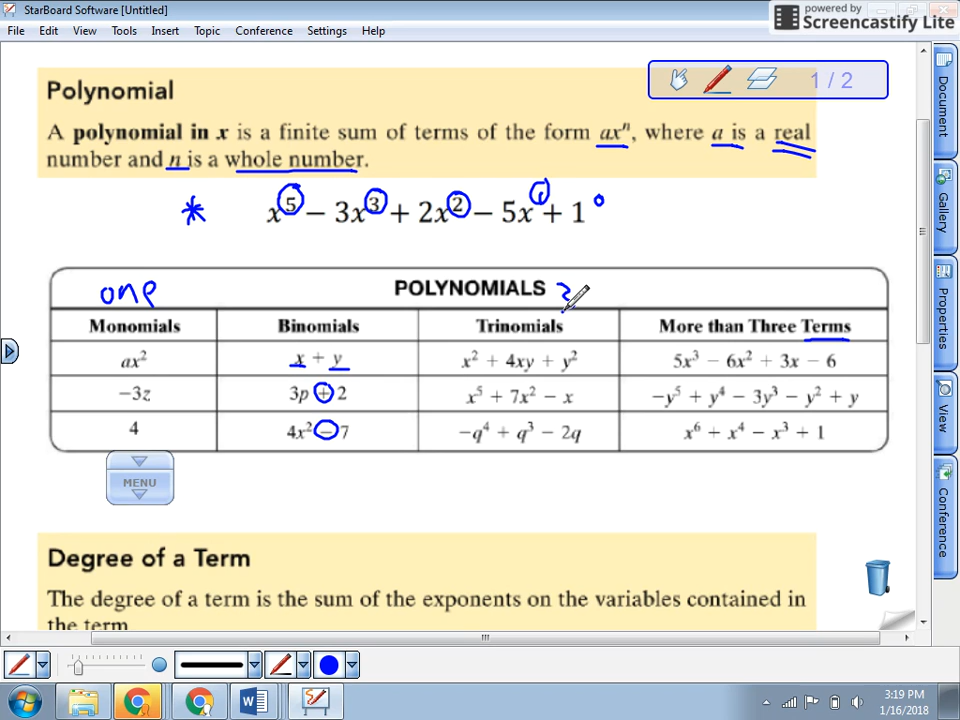 StarBoard Software [Untitled]
powered by
Screencastify Lite
File Edit View Tools Insert Topic Conference Settings Help
Polynomial
1 / 2
A polynomial in x is a finite sum of terms of the form axⁿ, where a is a real
number and n is a whole number.
* x⁵ − 3x³ + 2x² − 5x¹ + 1⁰
one
POLYNOMIALS
Monomials Binomials Trinomials More than Three Terms
ax² x + y x² + 4xy + y² 5x³ − 6x² + 3x − 6
−3z 3p + 2 x⁵ + 7x² − x −y⁵ + y⁴ − 3y³ − y² + y
4 4x² − 7 −q⁴ + q³ − 2q x⁶ + x⁴ − x³ + 1
MENU
Degree of a Term
The degree of a term is the sum of the exponents on the variables contained in
the term
Document
Gallery
Properties
View
Conference
3:19 PM
1/16/2018